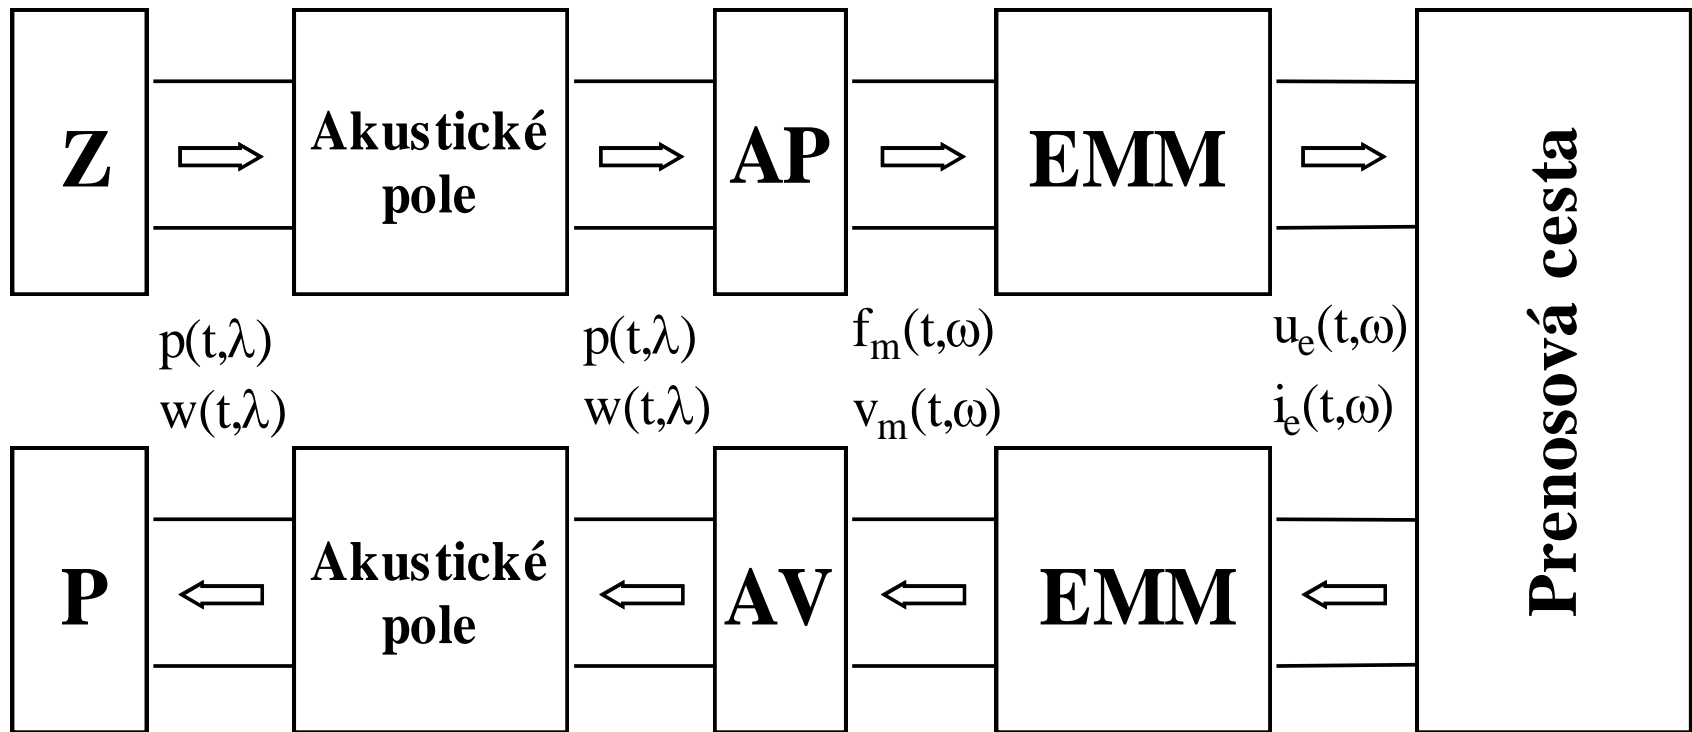 Z
Akustické
pole
AP
EMM
Prenosová cesta
p(t,λ)
w(t,λ)
p(t,λ)
w(t,λ)
fₘ(t,ω)
vₘ(t,ω)
uₑ(t,ω)
iₑ(t,ω)
P
Akustické
pole
AV
EMM